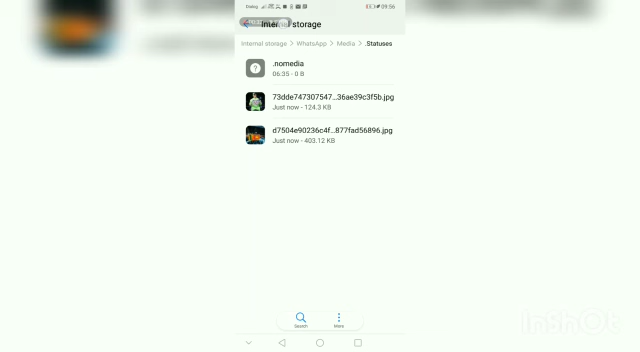 Dialog 09:56
Internal storage
Internal storage > WhatsApp > Media > .Statuses
.nomedia
06:35 - 0 B
73dde747307547...36ae39c3f5b.jpg
Just now - 124.3 KB
d7504e90236c4f...877fad56896.jpg
Just now - 403.12 KB
Search More
InShOt